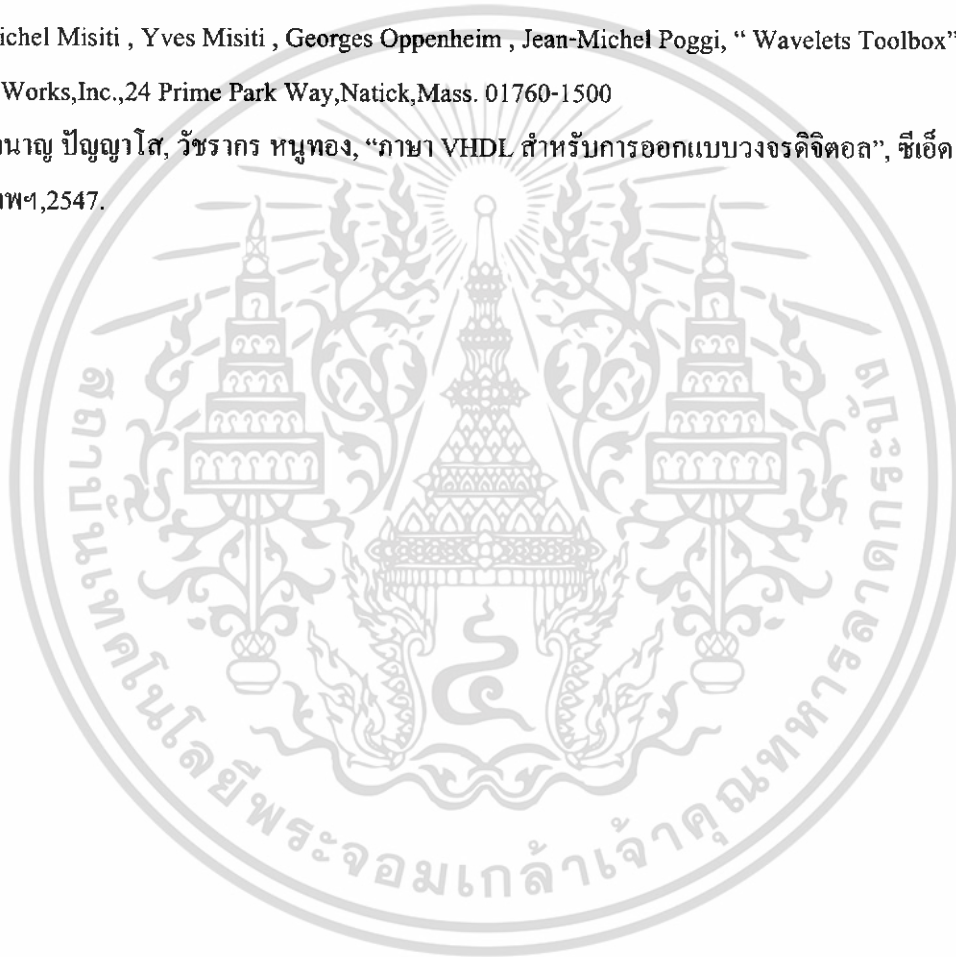 ichel Misiti , Yves Misiti , Georges Oppenheim , Jean-Michel Poggi, “ Wavelets Toolbox”
Works,Inc.,24 Prime Park Way,Natick,Mass. 01760-1500
นาญ ปัญญาโส, วัชรากร หนูทอง, “ภาษา VHDL สำหรับการออกแบบวงจรดิจิตอล”, ซีเอ็ด
ทพฯ,2547.
สถาบันเทคโนโลยีพระจอมเกล้าเจ้าคุณทหารลาดกระบัง